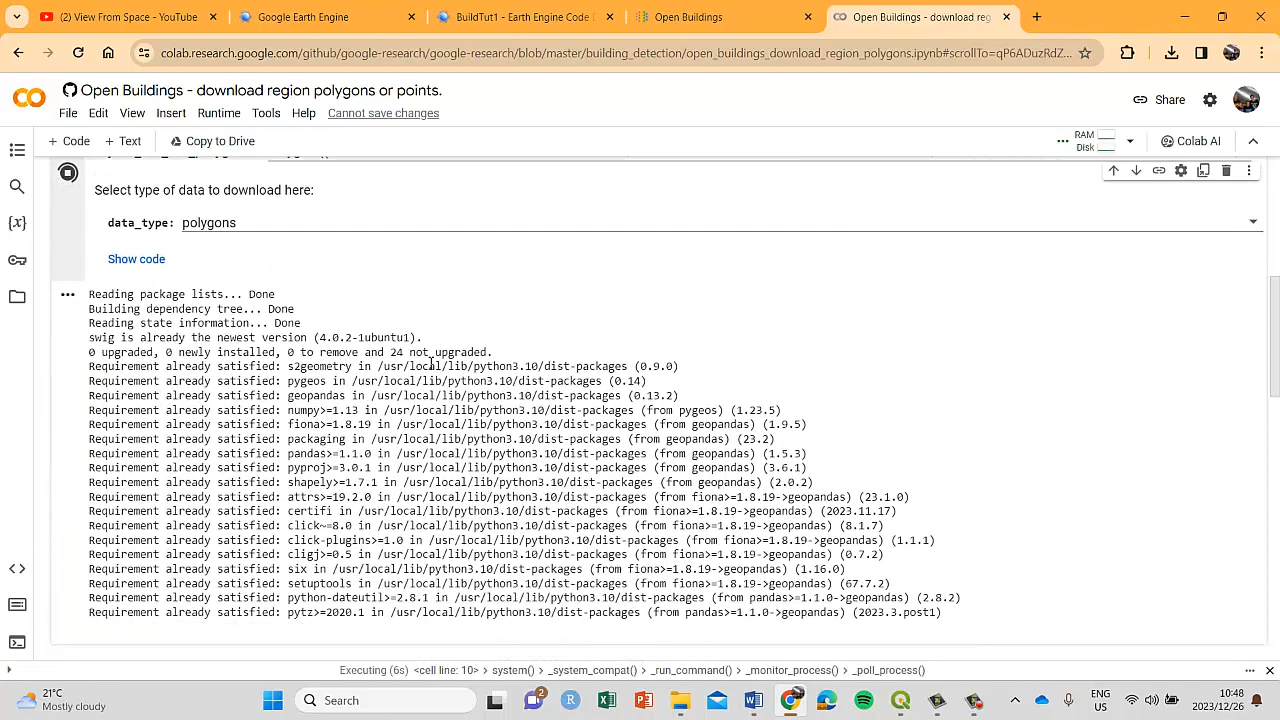 (2) View From Space - YouTube
Google Earth Engine
BuildTut1 - Earth Engine Code
Open Buildings
Open Buildings - download reg
colab.research.google.com/github/google-research/google-research/blob/master/building_detection/open_buildings_download_region_polygons.ipynb#scrollTo=qP6ADuzRdZ...
Open Buildings - download region polygons or points.
Share
File Edit View Insert Runtime Tools Help Cannot save changes
+ Code + Text Copy to Drive
RAM
Disk
Colab AI
Select type of data to download here:
data_type: polygons
Show code
Reading package lists... Done
Building dependency tree... Done
Reading state information... Done
swig is already the newest version (4.0.2-1ubuntu1).
0 upgraded, 0 newly installed, 0 to remove and 24 not upgraded.
Requirement already satisfied: s2geometry in /usr/local/lib/python3.10/dist-packages (0.9.0)
Requirement already satisfied: pygeos in /usr/local/lib/python3.10/dist-packages (0.14)
Requirement already satisfied: geopandas in /usr/local/lib/python3.10/dist-packages (0.13.2)
Requirement already satisfied: numpy>=1.13 in /usr/local/lib/python3.10/dist-packages (from pygeos) (1.23.5)
Requirement already satisfied: fiona>=1.8.19 in /usr/local/lib/python3.10/dist-packages (from geopandas) (1.9.5)
Requirement already satisfied: packaging in /usr/local/lib/python3.10/dist-packages (from geopandas) (23.2)
Requirement already satisfied: pandas>=1.1.0 in /usr/local/lib/python3.10/dist-packages (from geopandas) (1.5.3)
Requirement already satisfied: pyproj>=3.0.1 in /usr/local/lib/python3.10/dist-packages (from geopandas) (3.6.1)
Requirement already satisfied: shapely>=1.7.1 in /usr/local/lib/python3.10/dist-packages (from geopandas) (2.0.2)
Requirement already satisfied: attrs>=19.2.0 in /usr/local/lib/python3.10/dist-packages (from fiona>=1.8.19->geopandas) (23.1.0)
Requirement already satisfied: certifi in /usr/local/lib/python3.10/dist-packages (from fiona>=1.8.19->geopandas) (2023.11.17)
Requirement already satisfied: click~=8.0 in /usr/local/lib/python3.10/dist-packages (from fiona>=1.8.19->geopandas) (8.1.7)
Requirement already satisfied: click-plugins>=1.0 in /usr/local/lib/python3.10/dist-packages (from fiona>=1.8.19->geopandas) (1.1.1)
Requirement already satisfied: cligj>=0.5 in /usr/local/lib/python3.10/dist-packages (from fiona>=1.8.19->geopandas) (0.7.2)
Requirement already satisfied: six in /usr/local/lib/python3.10/dist-packages (from fiona>=1.8.19->geopandas) (1.16.0)
Requirement already satisfied: setuptools in /usr/local/lib/python3.10/dist-packages (from fiona>=1.8.19->geopandas) (67.7.2)
Requirement already satisfied: python-dateutil>=2.8.1 in /usr/local/lib/python3.10/dist-packages (from pandas>=1.1.0->geopandas) (2.8.2)
Requirement already satisfied: pytz>=2020.1 in /usr/local/lib/python3.10/dist-packages (from pandas>=1.1.0->geopandas) (2023.3.post1)
Executing (6s) <cell line: 10> > system() > _system_compat() > _run_command() > _monitor_process() > _poll_process()
21°C
Mostly cloudy
Search
2
ENG
US
10:48
2023/12/26